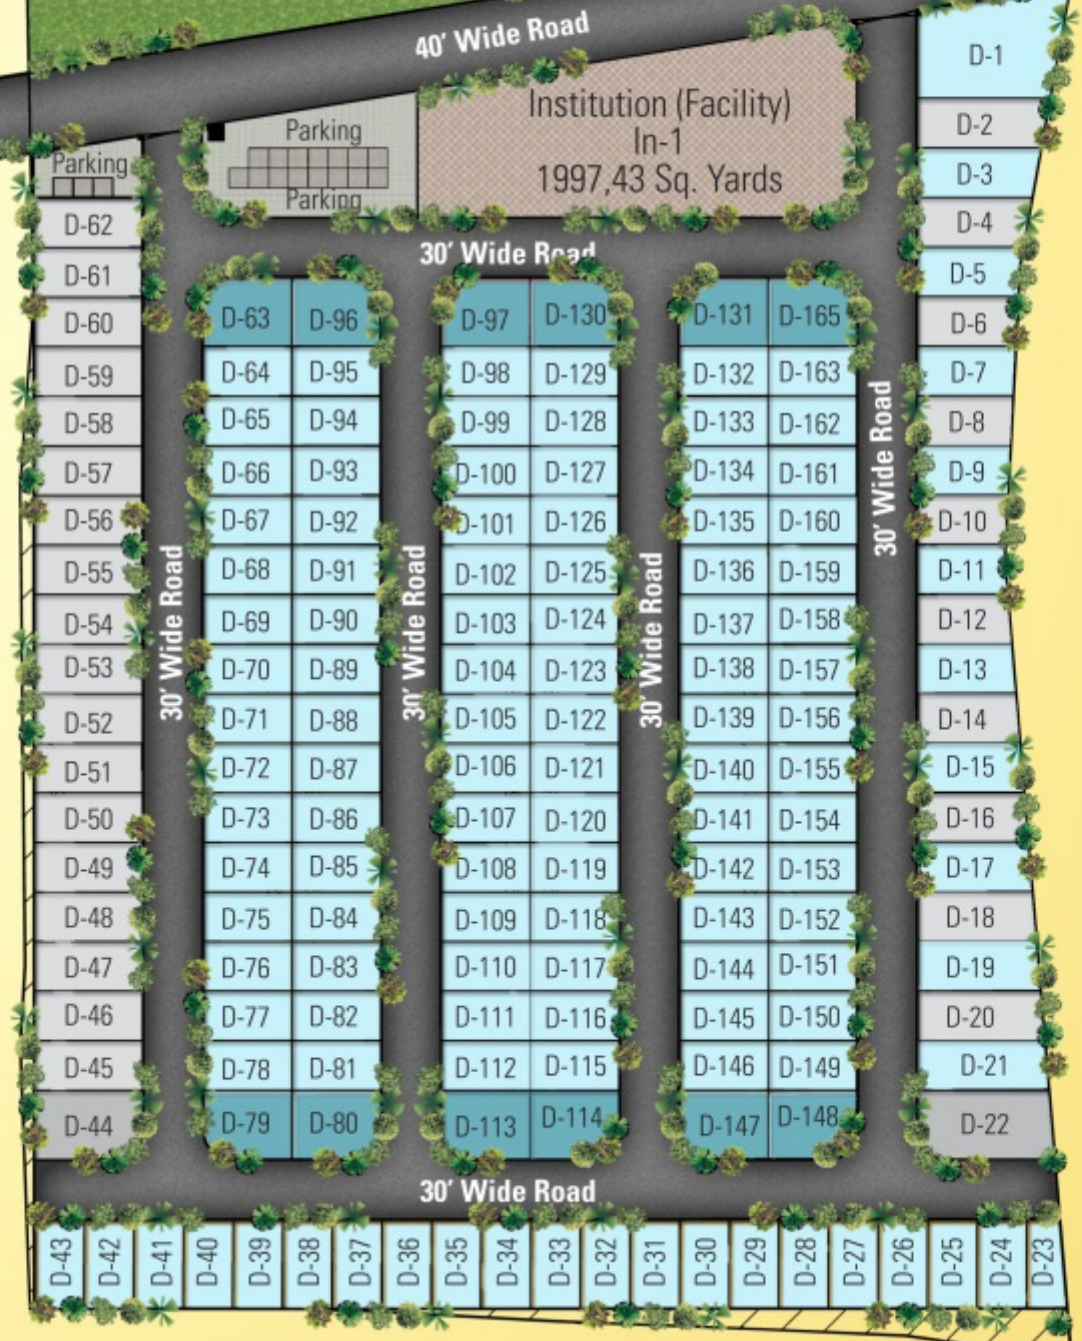 40' Wide Road
D-1
Institution (Facility)
In-1
1997,43 Sq. Yards
Parking
Parking
Parking
D-2
D-3
D-4
D-5
D-6
D-7
D-8
D-9
D-10
D-11
D-12
D-13
D-14
D-15
D-16
D-17
D-18
D-19
D-20
D-21
D-22
30' Wide Road
D-62
D-61
D-60
D-59
D-58
D-57
D-56
D-55
D-54
D-53
D-52
D-51
D-50
D-49
D-48
D-47
D-46
D-45
D-44
30' Wide Road
D-63
D-64
D-65
D-66
D-67
D-68
D-69
D-70
D-71
D-72
D-73
D-74
D-75
D-76
D-77
D-78
D-79
D-96
D-95
D-94
D-93
D-92
D-91
D-90
D-89
D-88
D-87
D-86
D-85
D-84
D-83
D-82
D-81
D-80
30' Wide Road
D-97
D-98
D-99
D-100
D-101
D-102
D-103
D-104
D-105
D-106
D-107
D-108
D-109
D-110
D-111
D-112
D-113
D-130
D-129
D-128
D-127
D-126
D-125
D-124
D-123
D-122
D-121
D-120
D-119
D-118
D-117
D-116
D-115
D-114
30' Wide Road
D-131
D-132
D-133
D-134
D-135
D-136
D-137
D-138
D-139
D-140
D-141
D-142
D-143
D-144
D-145
D-146
D-147
D-165
D-163
D-162
D-161
D-160
D-159
D-158
D-157
D-156
D-155
D-154
D-153
D-152
D-151
D-150
D-149
D-148
30' Wide Road
30' Wide Road
D-43
D-42
D-41
D-40
D-39
D-38
D-37
D-36
D-35
D-34
D-33
D-32
D-31
D-30
D-29
D-28
D-27
D-26
D-25
D-24
D-23